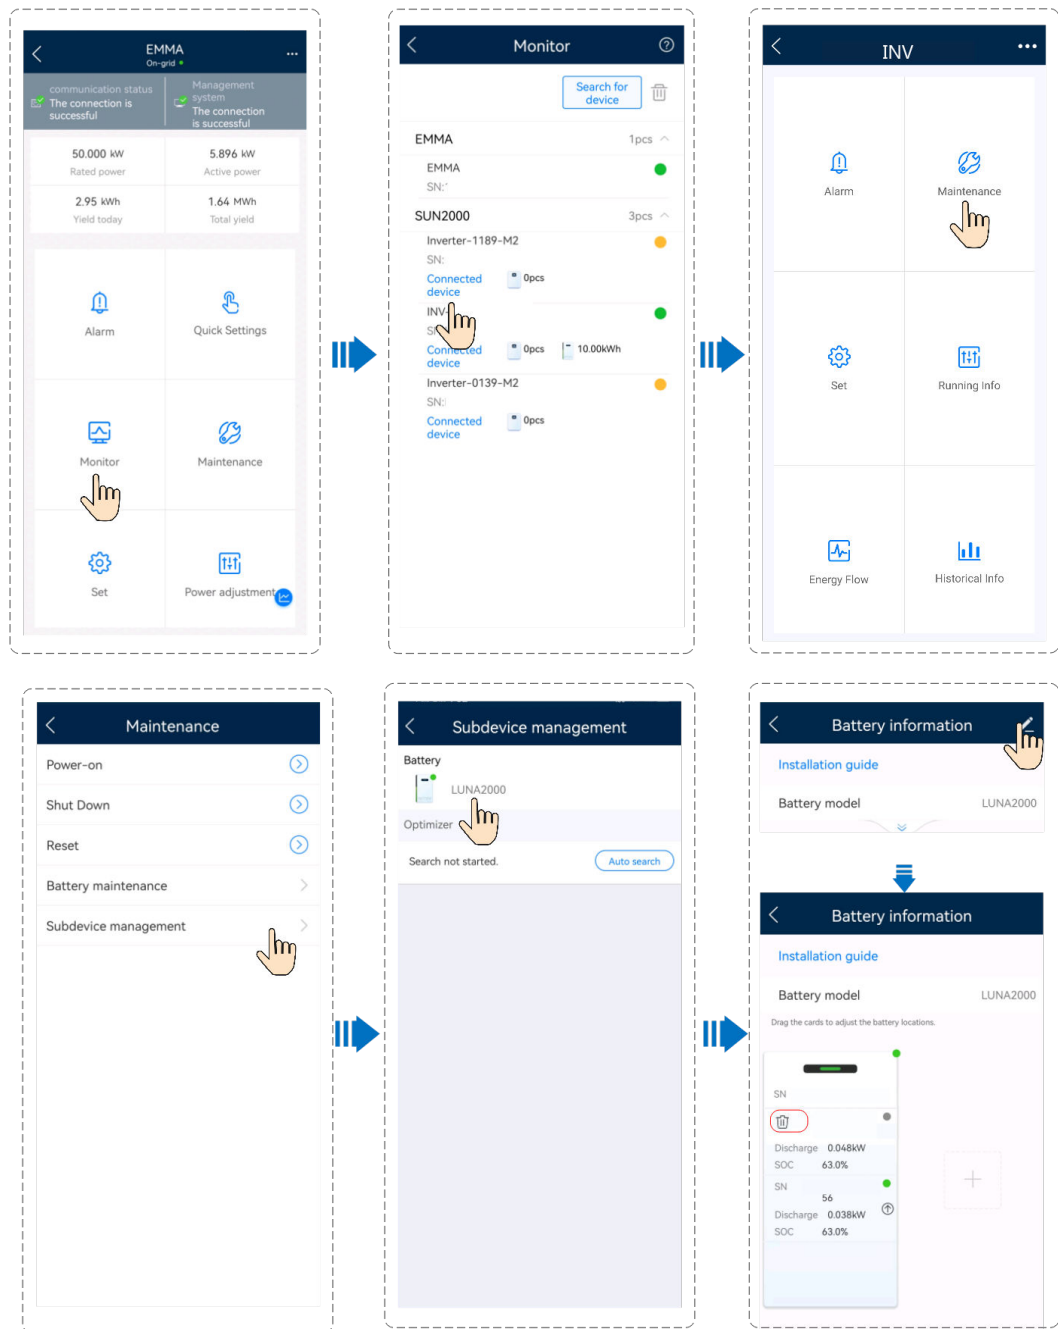 EMMA
On-grid
communication status
The connection is
successful
Management
system
The connection
is successful
50.000 kW
Rated power
5.896 kW
Active power
2.95 kWh
Yield today
1.64 MWh
Total yield
Alarm
Quick Settings
Monitor
Maintenance
Set
Power adjustment
Monitor
Search for
device
EMMA 1pcs
EMMA
SN:
SUN2000 3pcs
Inverter-1189-M2
SN:
Connected
device
0pcs
INV-
Connected
device
0pcs
10.00kWh
Inverter-0139-M2
SN:
Connected
device
0pcs
INV
Alarm
Maintenance
Set
Running Info
Energy Flow
Historical Info
Maintenance
Power-on
Shut Down
Reset
Battery maintenance
Subdevice management
Subdevice management
Battery
LUNA2000
Optimizer
Search not started.
Auto search
Battery information
Installation guide
Battery model LUNA2000
Battery information
Installation guide
Battery model LUNA2000
Drag the cards to adjust the battery locations.
SN
Discharge 0.048kW
SOC 63.0%
SN
56
Discharge 0.038kW
SOC 63.0%